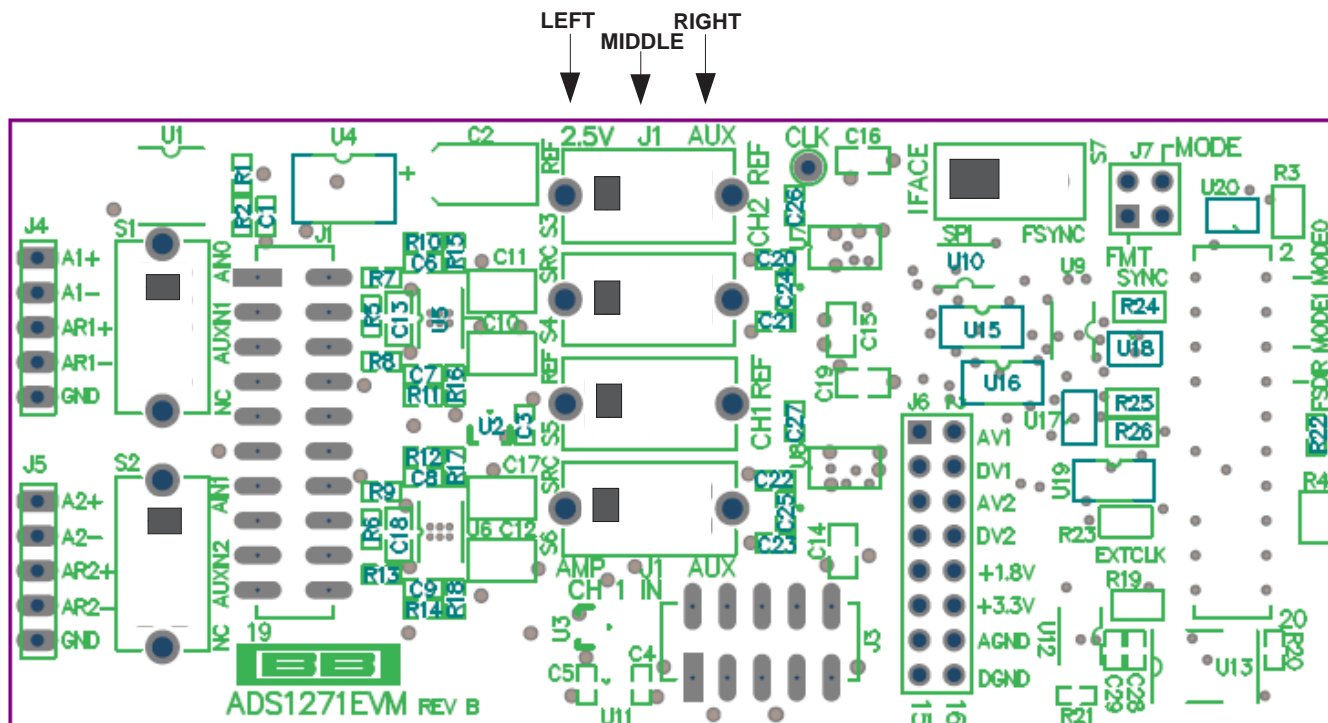 LEFT
MIDDLE
RIGHT
U1
U4
C2
2.5V
J1
AUX
CLK
C16
IFACE
S7
J7
MODE
R3
U20
REF
REF
R1
R2
C1
+
S3
CH2
C26
U7
SPI
FSYNC
FMT
SYNC
2
MODE0
J4
S1
J1
AIN0
R10
R15
C6
C11
SRC
C20
C24
U10
U9
A1+
A1-
AR1+
AR1-
GND
R7
R5
C13
U5
C10
S4
C21
C15
U15
R24
U18
MODE1
AUXIN1
R8
C7
R11
R16
REF
REF
C19
U16
FSDIR
NC
U2
C3
S5
CH1
C27
J6
U17
R25
R26
R22
AV1
DV1
AV2
DV2
+1.8V
+3.3V
AGND
DGND
J5
S2
AIN1
R12
R17
C8
C17
SRC
U8
C22
C25
U19
R4
A2+
A2-
AR2+
AR2-
GND
R9
R6
C18
U6
C12
S6
C23
C14
R23
EXTCLK
AUXIN2
R13
C9
R14
R18
AMP
J1
AUX
CH 1 IN
R19
NC
19
U3
J3
U12
20
BB
C5
C4
C29
C28
U13
R20
ADS1271EVM REV B
U11
15
16
R21